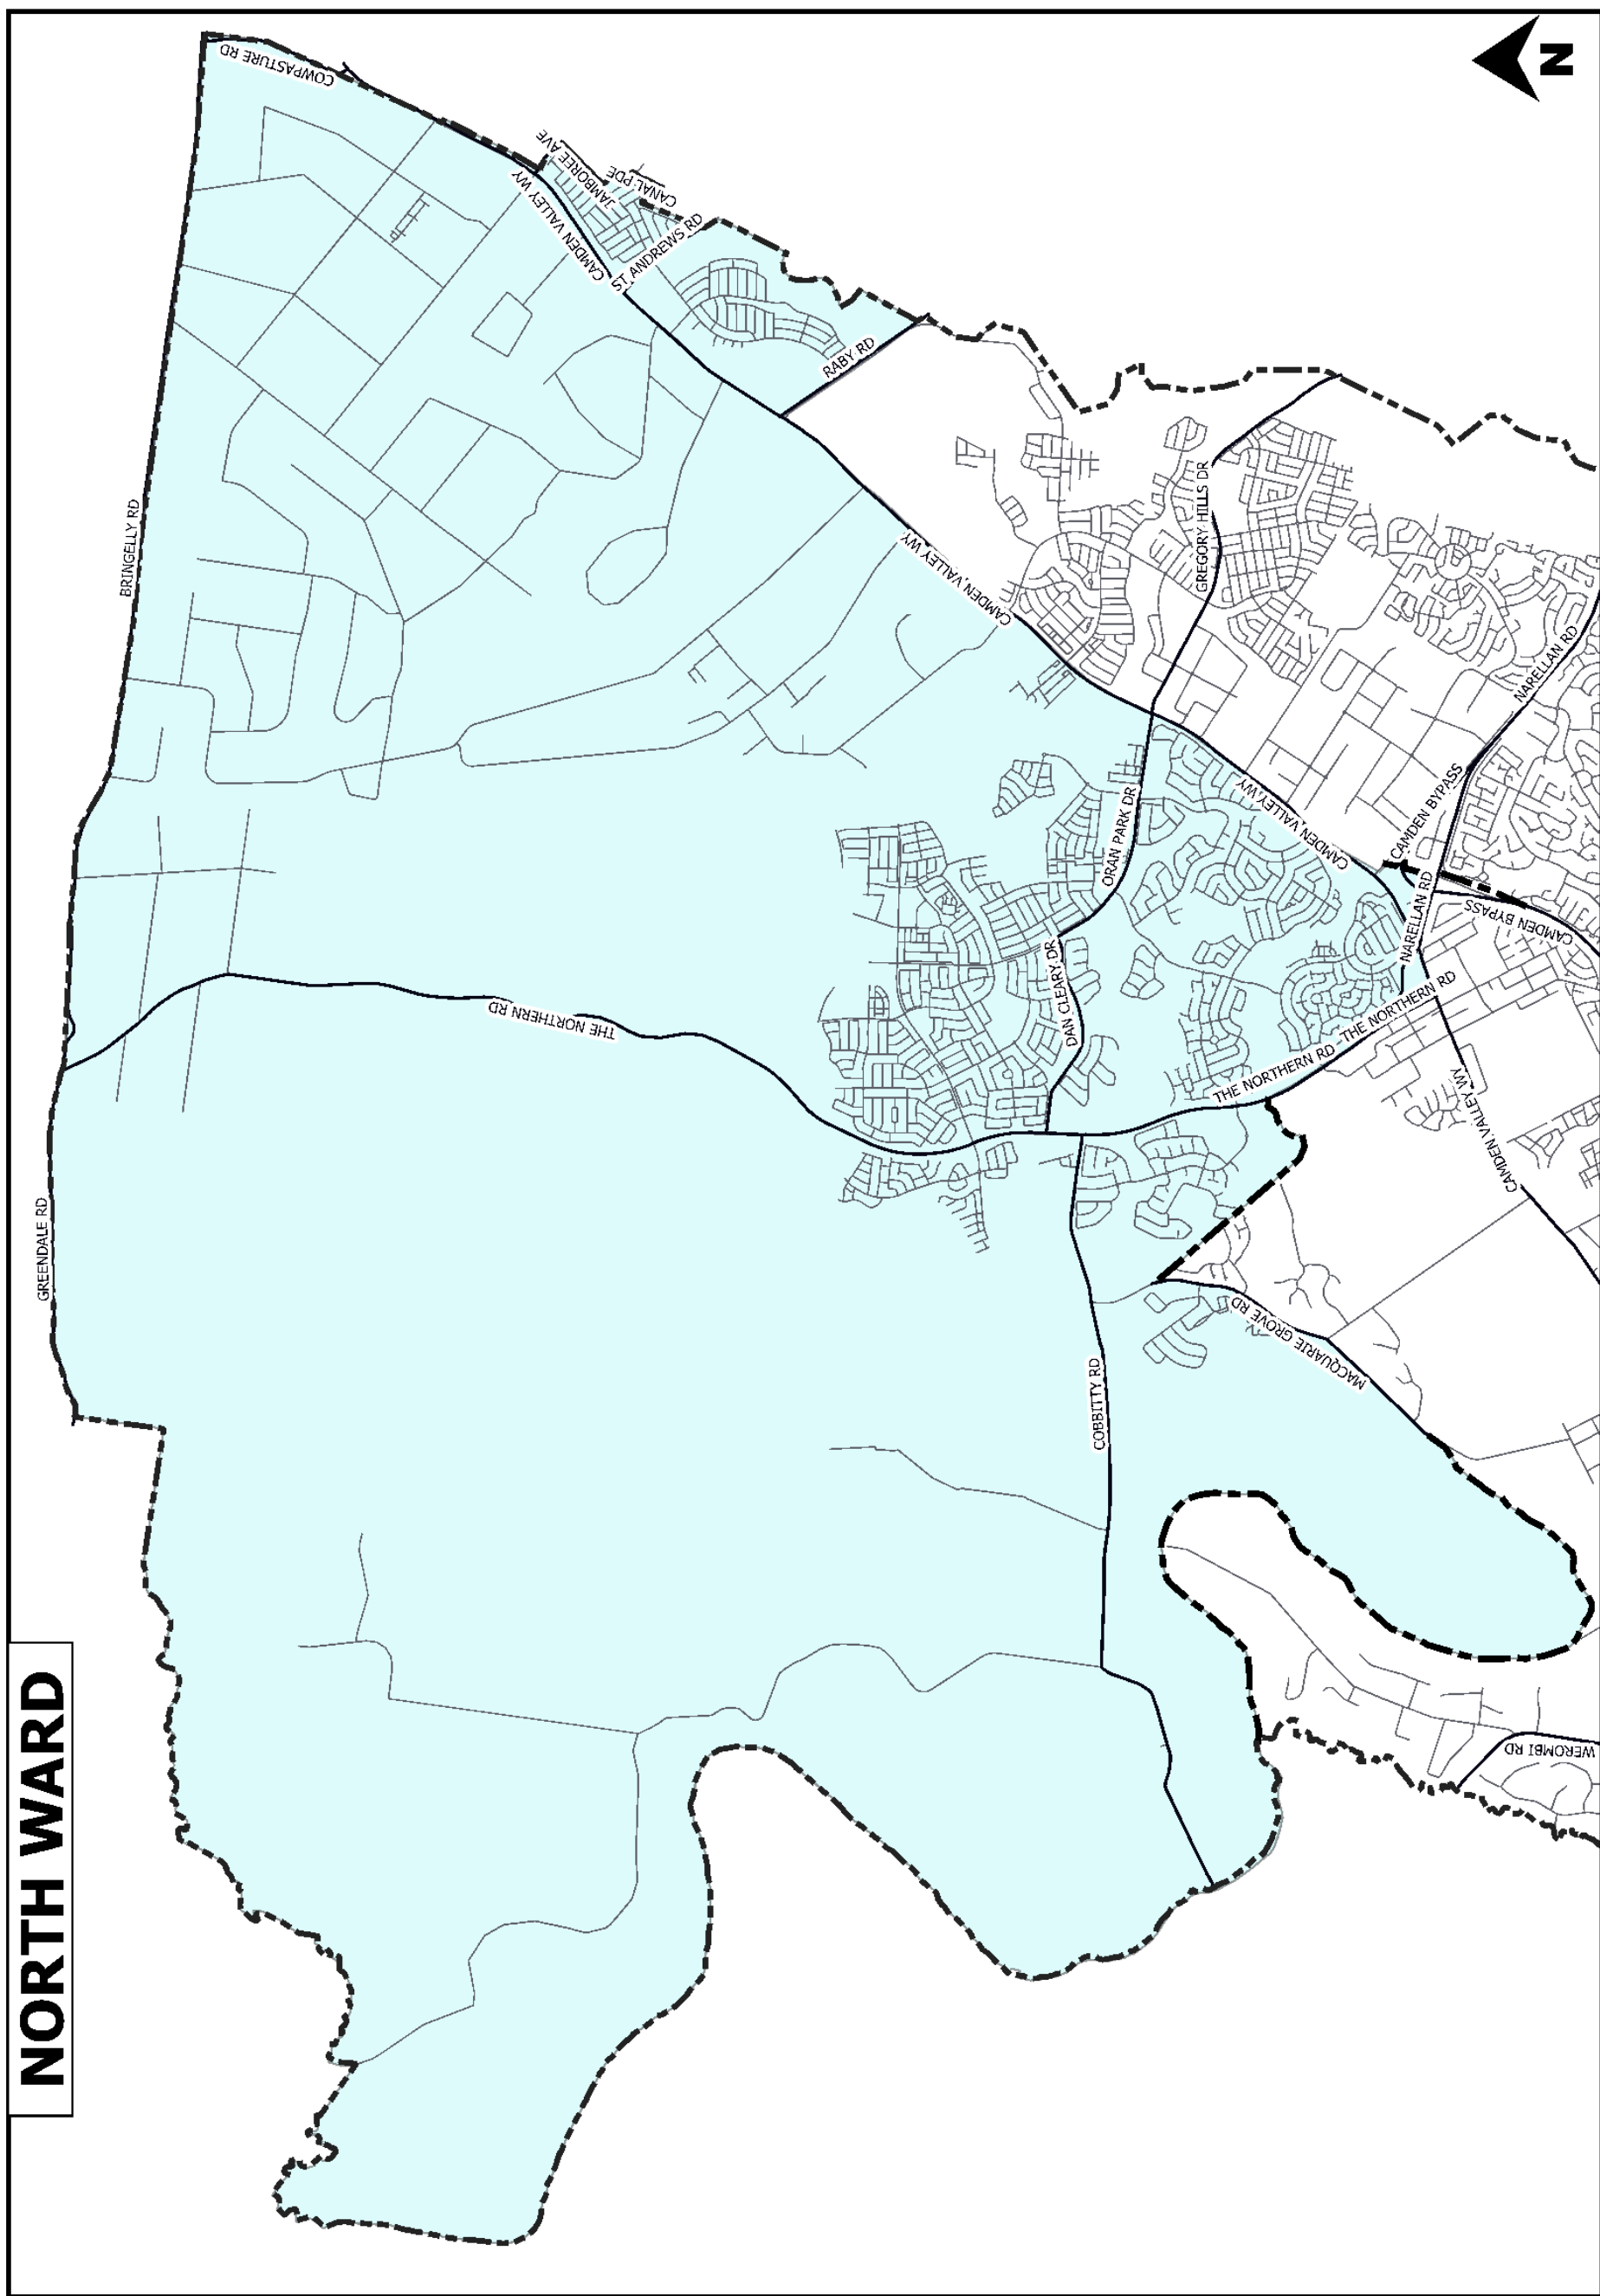 NORTH WARD
N
COWPASTURE RD
BRINGELLY RD
GREENDALE RD
JAMBOREE AVE
CANAL PDE
CAMDEN VALLEY WY
ST ANDREWS RD
RABY RD
CAMDEN VALLEY WY
GREGORY HILLS DR
NARELLAN RD
CAMDEN VALLEY WY
CAMDEN BYPASS
ORAN PARK DR
NARELLAN RD
CAMDEN BYPASS
DAN CLEARY DR
THE NORTHERN RD
THE NORTHERN RD
THE NORTHERN RD
CAMDEN VALLEY WY
MACQUARIE GROVE RD
COBBITTY RD
WEROMBI RD